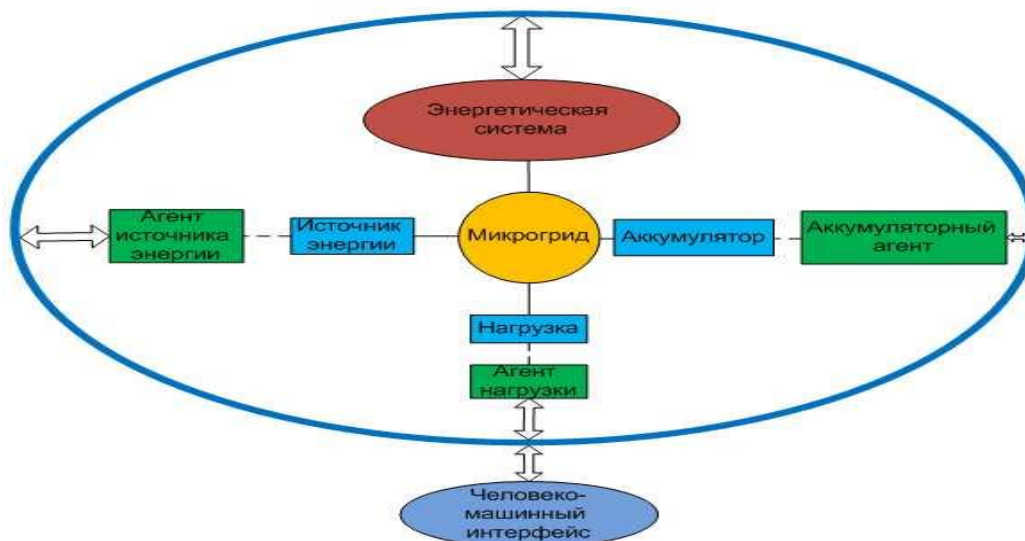 Энергетическая
система
Агент
источника
энергии
Источник
энергии
Микрогрид
Аккумулятор
Аккумуляторный
агент
Нагрузка
Агент
нагрузки
Человеко-
машинный
интерфейс